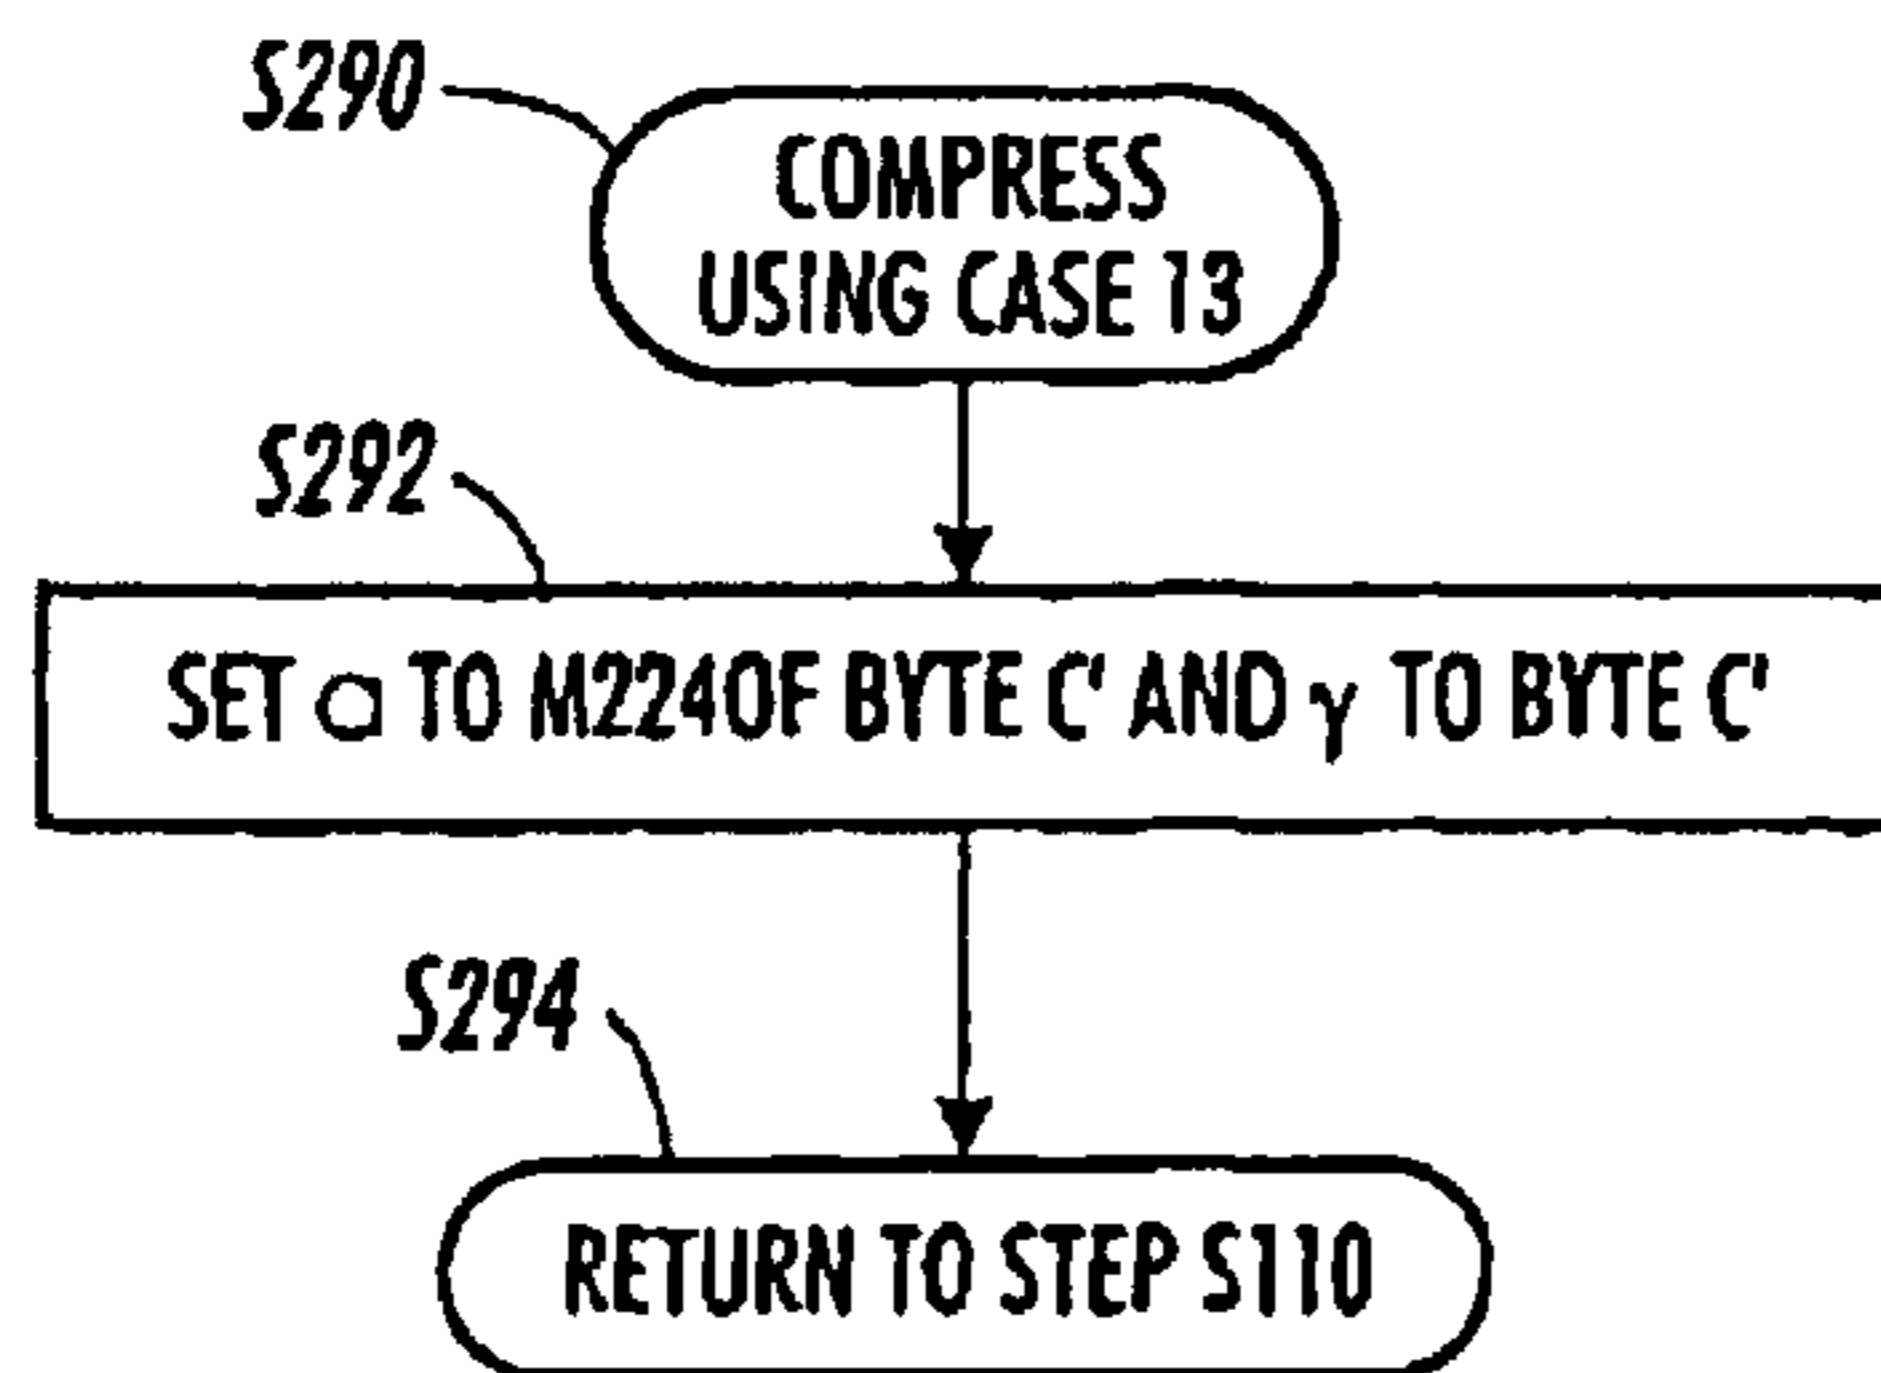 S290
COMPRESS
USING CASE 13
S292
SET a TO M224OF BYTE C' AND γ TO BYTE C'
S294
RETURN TO STEP S110